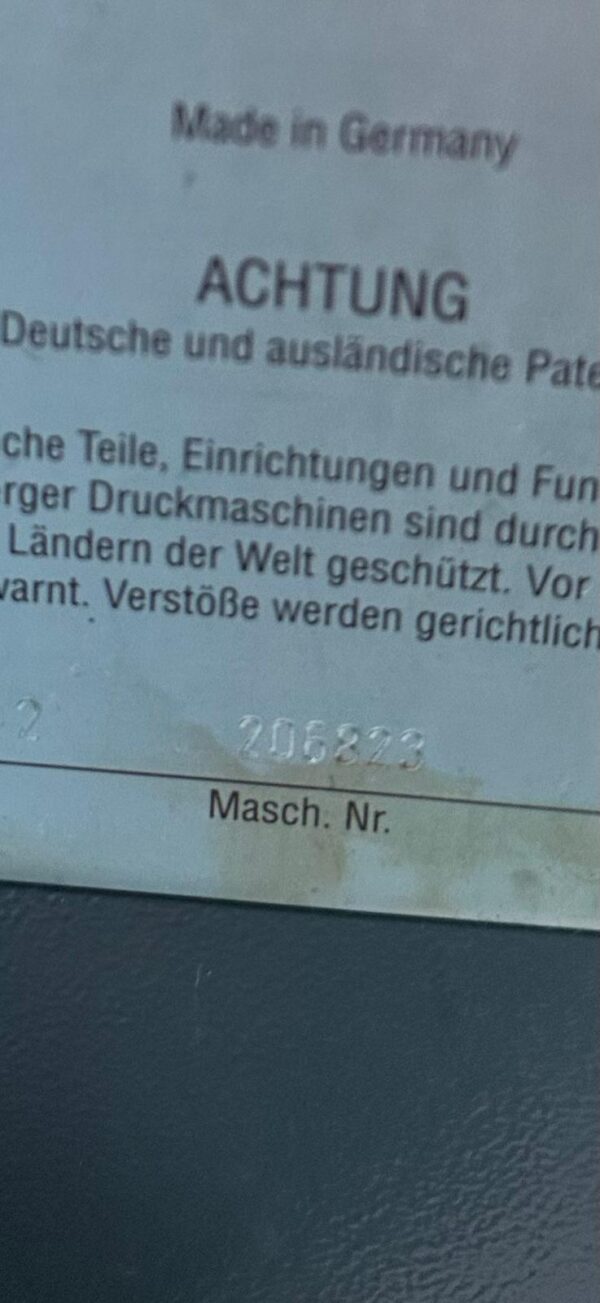 Made in Germany
ACHTUNG
Deutsche und ausländische Pate
che Teile, Einrichtungen und Fun
rger Druckmaschinen sind durch
Ländern der Welt geschützt. Vor
warnt. Verstöße werden gerichtlich
2 206823
Masch. Nr.